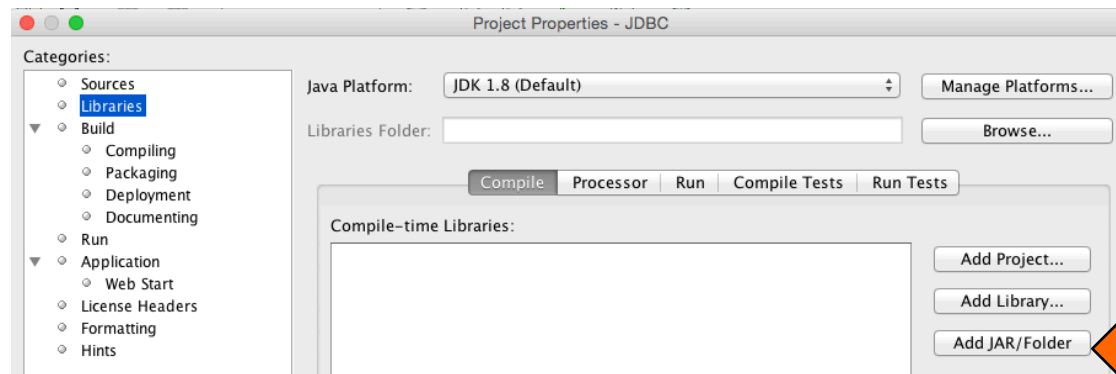 Project Properties - JDBC
Categories:
Sources
Libraries
Build
Compiling
Packaging
Deployment
Documenting
Run
Application
Web Start
License Headers
Formatting
Hints
Java Platform: JDK 1.8 (Default) Manage Platforms...
Libraries Folder: Browse...
Compile Processor Run Compile Tests Run Tests
Compile-time Libraries:
Add Project...
Add Library...
Add JAR/Folder